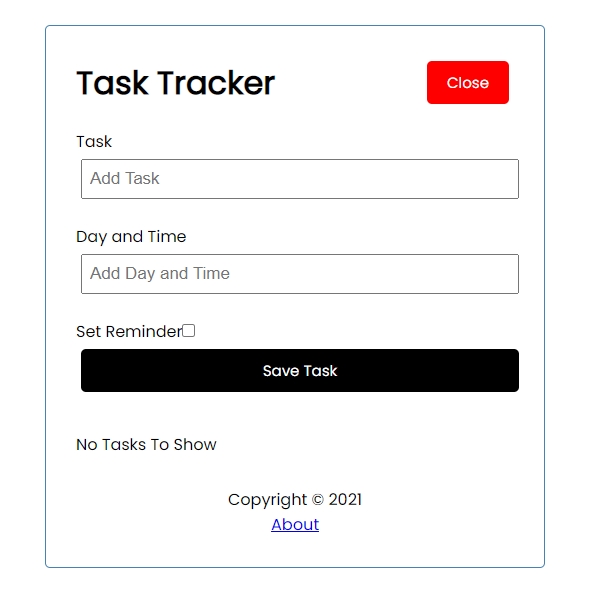 Task Tracker
Close
Task
Add Task
Day and Time
Add Day and Time
Set Reminder
Save Task
No Tasks To Show
Copyright © 2021
About